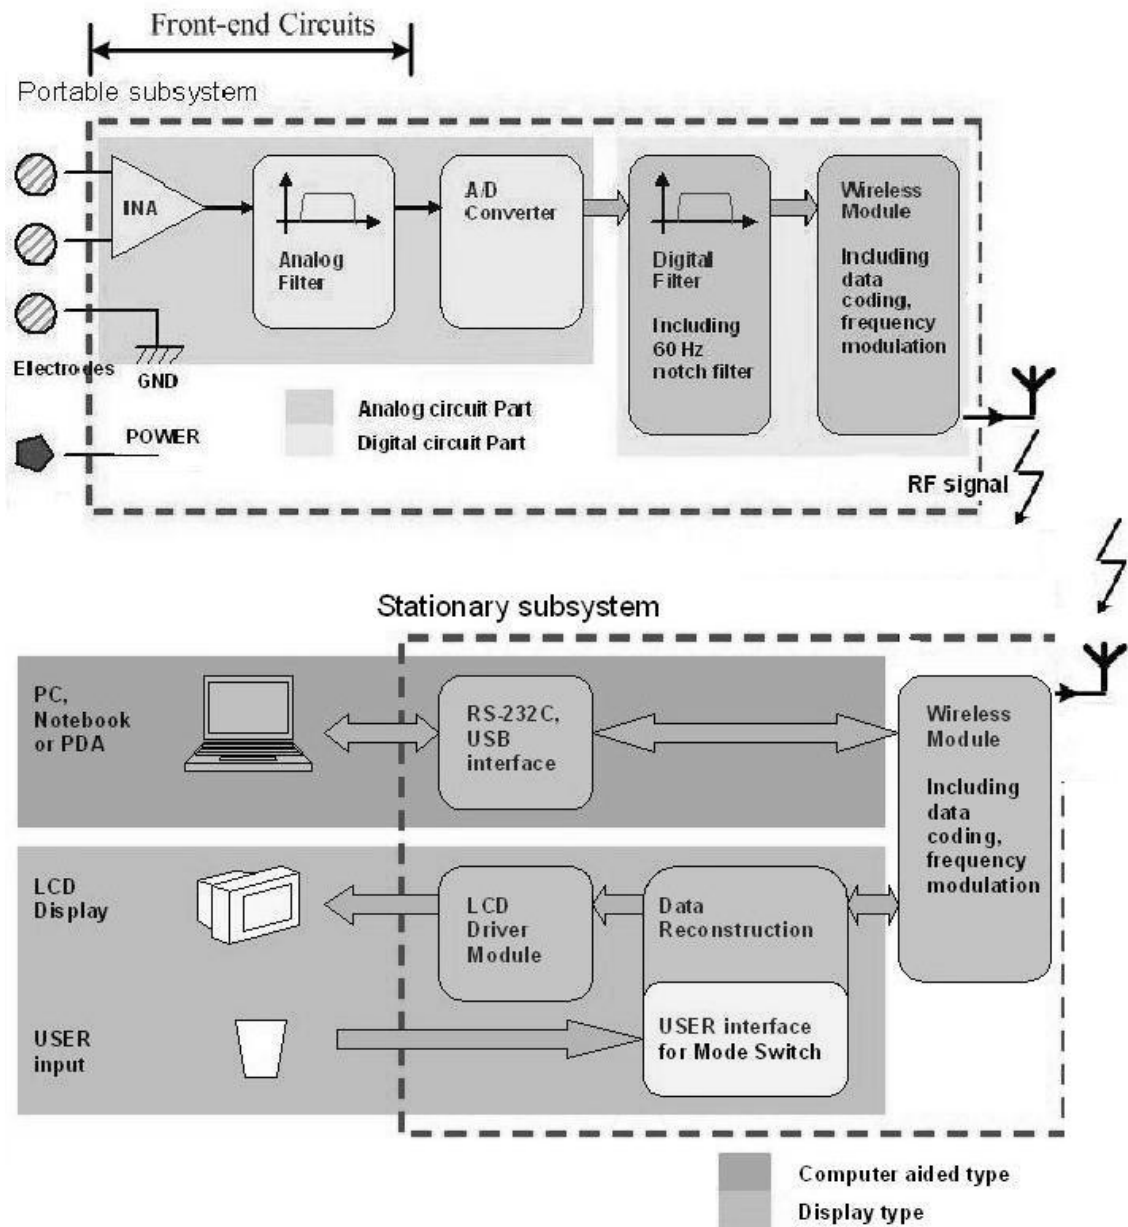 Front-end Circuits
Portable subsystem
INA
Analog
Filter
A/D
Converter
Digital
Filter
Including
60 Hz
notch filter
Wireless
Module
Including
data
coding,
frequency
modulation
Electrodes
GND
POWER
Analog circuit Part
Digital circuit Part
RF signal
Stationary subsystem
PC,
Notebook
or PDA
RS-232C,
USB
interface
Wireless
Module
Including
data
coding,
frequency
modulation
LCD
Display
LCD
Driver
Module
Data
Reconstruction
USER
input
USER interface
for Mode Switch
Computer aided type
Display type